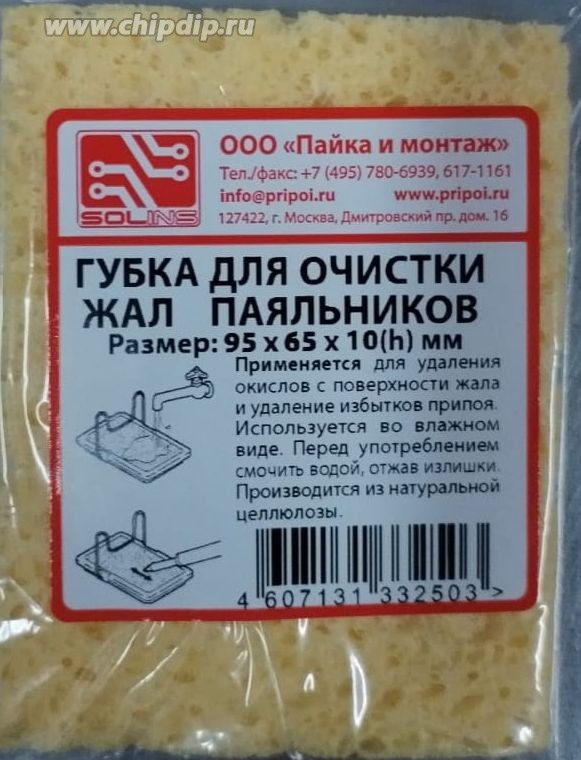 www.chipdip.ru
SOLINS
ООО «Пайка и монтаж»
Тел./факс: +7 (495) 780-6939, 617-1161
info@pripoi.ru www.pripoi.ru
127422, г. Москва, Дмитровский пр. дом. 16
ГУБКА ДЛЯ ОЧИСТКИ
ЖАЛ ПАЯЛЬНИКОВ
Размер: 95 x 65 x 10(h) мм
Применяется для удаления
окислов с поверхности жала
и удаление избытков припоя.
Используется во влажном
виде. Перед употреблением
смочить водой, отжав излишки.
Производится из натуральной
целлюлозы.
4 607131 332503 >